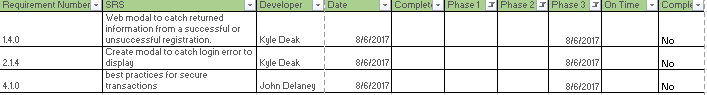 Requirement Number SRS Developer Date Complete Phase 1 Phase 2 Phase 3 On Time Comple
Web modal to catch returned
information from a successful or
1.4.0 unsuccessful registration. Kyle Deak 8/6/2017 8/6/2017 No
Create modal to catch login error to
2.1.4 display Kyle Deak 8/6/2017 8/6/2017 No
best practices for secure
4.1.0 transactions John Delaney 8/6/2017 8/6/2017 No